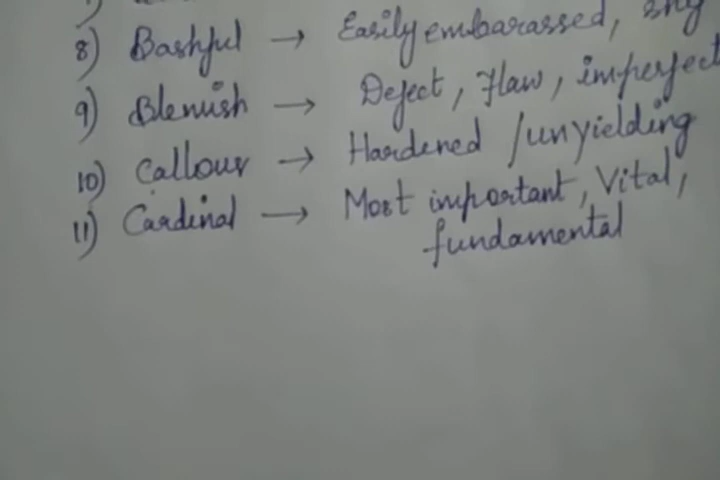 8) Bashful → Easily embarassed, shy
9) Blemish → Defect, Flaw, imperfect
10) Callour → Hardened / unyielding
11) Cardinal → Most important, Vital,
fundamental